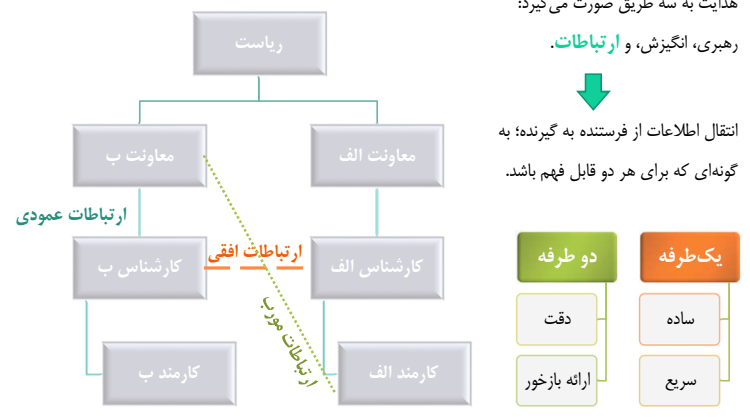 هدایت به سه طریق صورت می‌گیرد:
رهبری، انگیزش، و ارتباطات.
انتقال اطلاعات از فرستنده به گیرنده؛ به
گونه‌ای که برای هر دو قابل فهم باشد.
یک‌طرفه
ساده
سریع
دو طرفه
دقت
ارائه بازخور
ریاست
معاونت الف
معاونت ب
ارتباطات عمودی
کارشناس الف
ارتباطات افقی
کارشناس ب
ارتباطات مورب
کارمند الف
کارمند ب